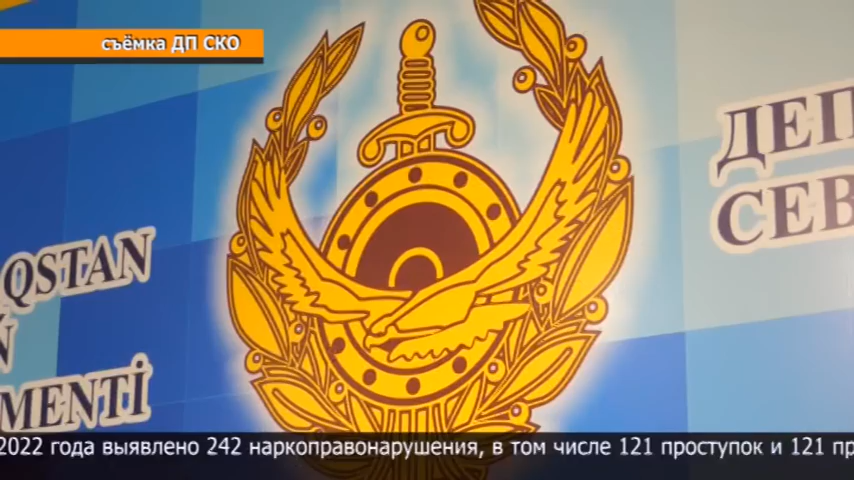 съёмка ДП СКО
QSTAN
MENTİ
ДЕП
СЕВ
2022 года выявлено 242 наркоправонарушения, в том числе 121 проступок и 121 пр